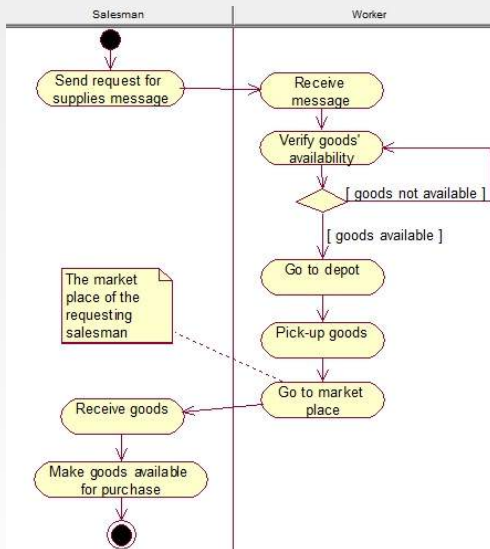 Salesman
Worker
Send request for
supplies message
Receive
message
Verify goods'
availability
[ goods not available ]
[ goods available ]
Go to depot
The market
place of the
requesting
salesman
Pick-up goods
Go to market
place
Receive goods
Make goods available
for purchase